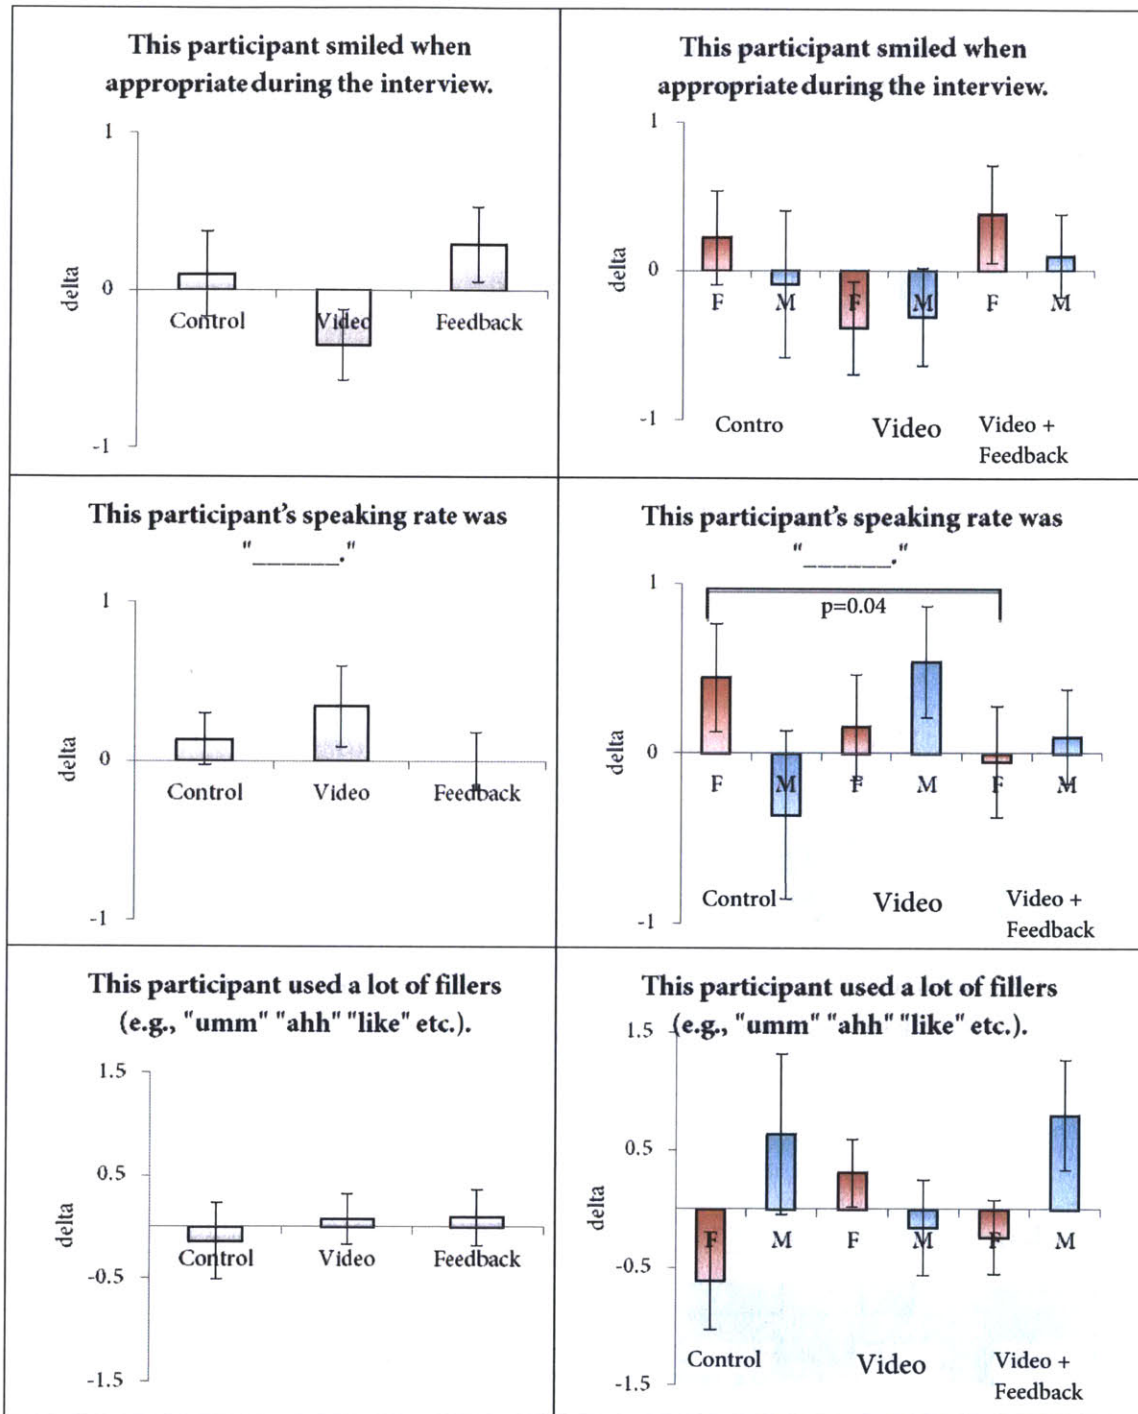 This participant smiled when
appropriate during the interview.
1
0
-1
delta
Control
Video
Feedback
This participant smiled when
appropriate during the interview.
1
0
-1
delta
F
M
F
M
F
M
Contro
Video
Video +
Feedback
This participant's speaking rate was
"_______."
1
0
-1
delta
Control
Video
Feedback
This participant's speaking rate was
"_______."
1
0
-1
delta
p=0.04
F
M
F
M
F
M
Control
Video
Video +
Feedback
This participant used a lot of fillers
(e.g., "umm" "ahh" "like" etc.).
1.5
0.5
-0.5
-1.5
delta
Control
Video
Feedback
This participant used a lot of fillers
(e.g., "umm" "ahh" "like" etc.).
1.5
0.5
-0.5
-1.5
delta
F
M
F
M
F
M
Control
Video
Video +
Feedback